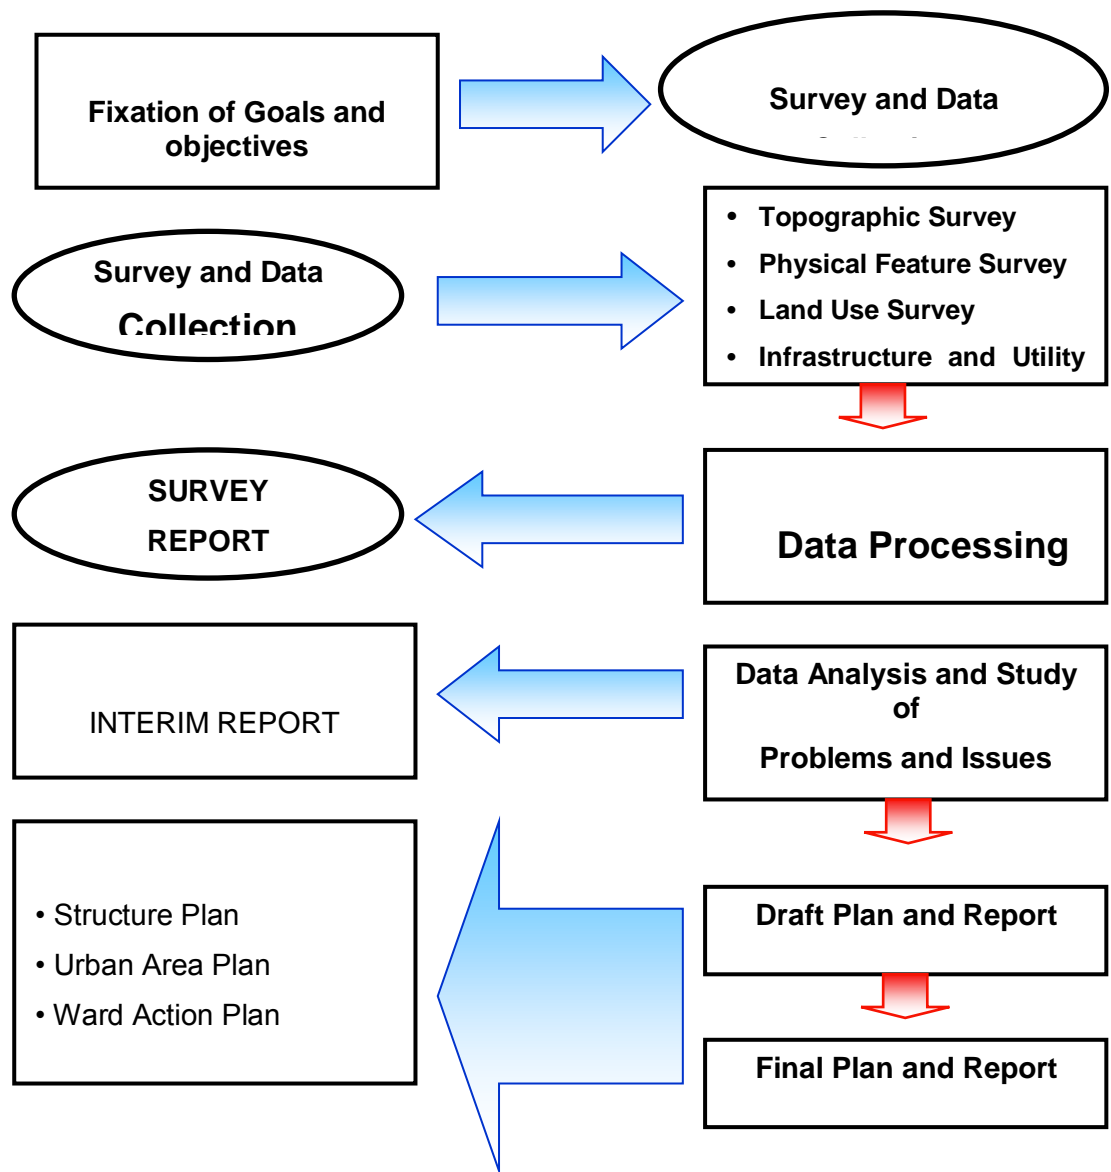 Fixation of Goals and
objectives
Survey and Data
Survey and Data
Collection
• Topographic Survey
• Physical Feature Survey
• Land Use Survey
• Infrastructure and Utility
SURVEY
REPORT
Data Processing
INTERIM REPORT
Data Analysis and Study
of
Problems and Issues
• Structure Plan
• Urban Area Plan
• Ward Action Plan
Draft Plan and Report
Final Plan and Report